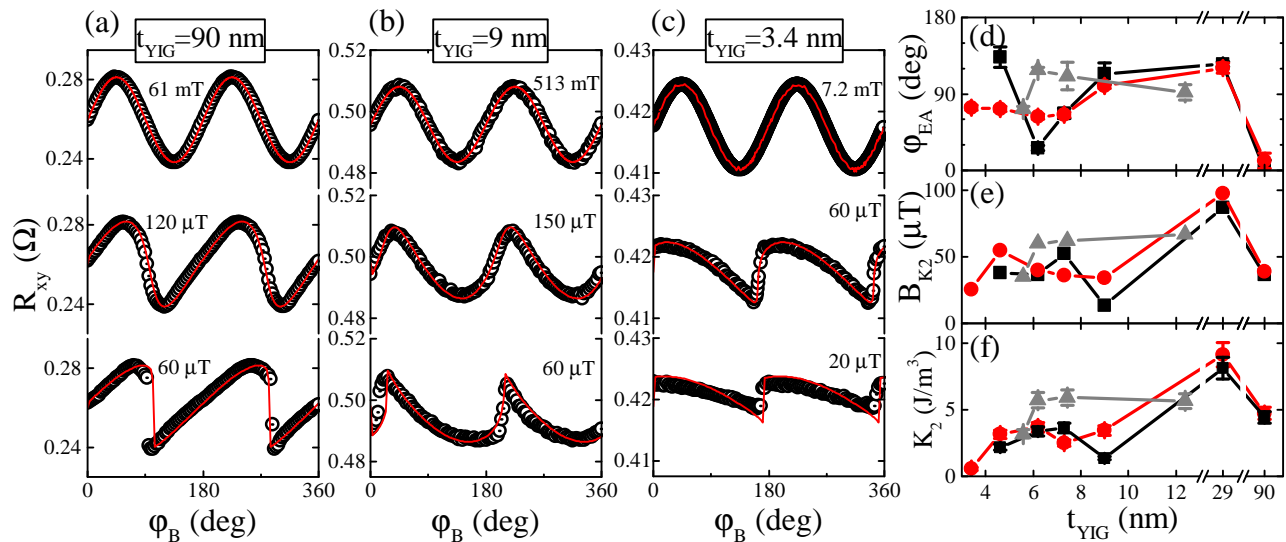 (a)
t_YIG=90 nm
61 mT
120 µT
60 µT
0.28
0.24
0.28
0.24
0.28
0.24
R_xy (Ω)
0
180
360
φ_B (deg)
(b)
t_YIG=9 nm
513 mT
150 µT
60 µT
0.52
0.50
0.48
0.52
0.50
0.48
0.52
0.50
0.48
0
180
360
φ_B (deg)
(c)
t_YIG=3.4 nm
7.2 mT
60 µT
20 µT
0.43
0.42
0.41
0.43
0.42
0.41
0.43
0.42
0.41
0
180
360
φ_B (deg)
(d)
180
90
0
φ_EA (deg)
(e)
100
50
0
B_K2 (µT)
(f)
10
5
0
K_2 (J/m³)
4
6
8
10
12
29
90
t_YIG (nm)